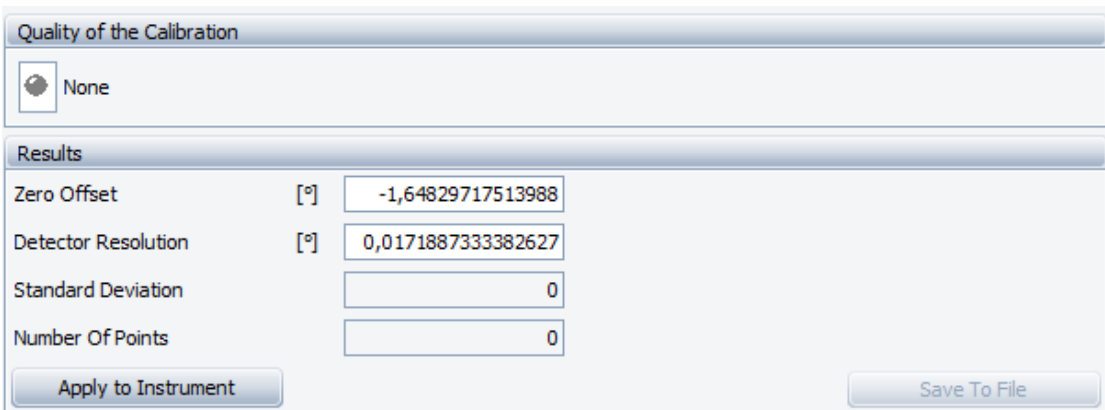 Quality of the Calibration
None
Results
Zero Offset [°] -1,64829717513988
Detector Resolution [°] 0,0171887333382627
Standard Deviation 0
Number Of Points 0
Apply to Instrument Save To File